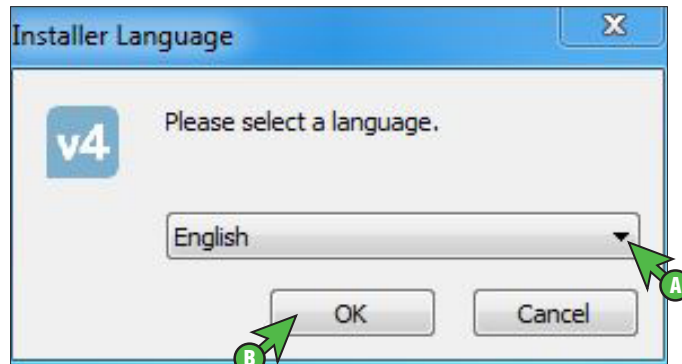 Installer Language
v4
Please select a language.
English
A
OK
Cancel
B